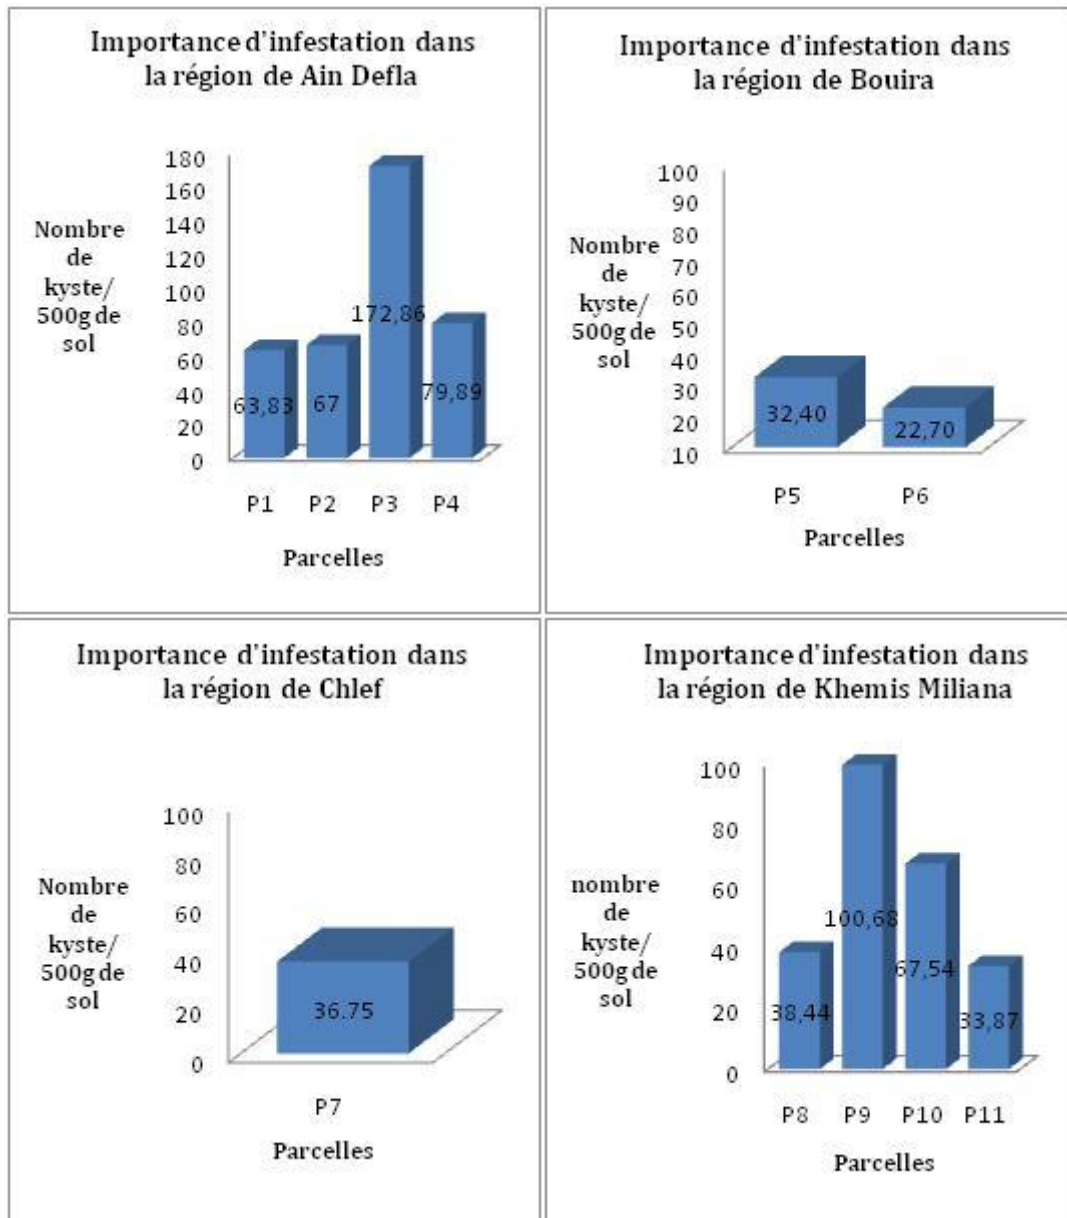 Importance d'infestation dans
la région de Ain Defla
Nombre
de
kyste/
500g de
sol
180
160
140
120
100
80
60
40
20
0
63,83
67
172,86
79,89
P1 P2 P3 P4
Parcelles
Importance d'infestation dans
la région de Bouira
Nombre
de
kyste/
500g de
sol
100
90
80
70
60
50
40
30
20
10
32,40
22,70
P5 P6
Parcelles
Importance d'infestation dans
la région de Chlef
Nombre
de
kyste/
500g de
sol
100
80
60
40
20
0
36.75
P7
Parcelles
Importance d'infestation dans
la région de Khemis Miliana
nombre
de
kyste/
500g de
sol
100
80
60
40
20
0
38,44
100,68
67,54
33,87
P8 P9 P10 P11
Parcelles